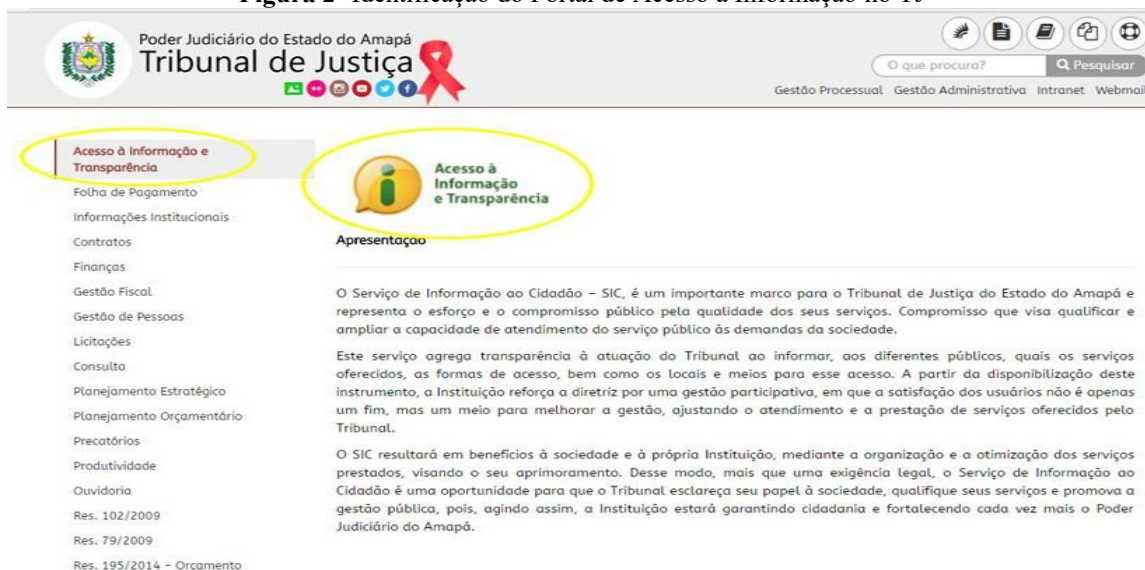 Poder Judiciário do Estado do Amapá
Tribunal de Justiça
O que procura?
Pesquisar
Gestão Processual Gestão Administrativa Intranet Webmail
Acesso à Informação e
Transparência
Folha de Pagamento
Informações Institucionais
Contratos
Finanças
Gestão Fiscal
Gestão de Pessoas
Licitações
Consulta
Planejamento Estratégico
Planejamento Orçamentário
Precatórios
Produtividade
Ouvidoria
Res. 102/2009
Res. 79/2009
Res. 195/2014 - Orçamento
Acesso à
Informação
e Transparência
Apresentação
O Serviço de Informação ao Cidadão – SIC, é um importante marco para o Tribunal de Justiça do Estado do Amapá e
representa o esforço e o compromisso público pela qualidade dos seus serviços. Compromisso que visa qualificar e
ampliar a capacidade de atendimento do serviço público às demandas da sociedade.
Este serviço agrega transparência à atuação do Tribunal ao informar, aos diferentes públicos, quais os serviços
oferecidos, as formas de acesso, bem como os locais e meios para esse acesso. A partir da disponibilização deste
instrumento, a Instituição reforça a diretriz por uma gestão participativa, em que a satisfação dos usuários não é apenas
um fim, mas um meio para melhorar a gestão, ajustando o atendimento e a prestação de serviços oferecidos pelo
Tribunal.
O SIC resultará em benefícios à sociedade e à própria Instituição, mediante a organização e a otimização dos serviços
prestados, visando o seu aprimoramento. Desse modo, mais que uma exigência legal, o Serviço de Informação ao
Cidadão é uma oportunidade para que o Tribunal esclareça seu papel à sociedade, qualifique seus serviços e promova a
gestão pública, pois, agindo assim, a Instituição estará garantindo cidadania e fortalecendo cada vez mais o Poder
Judiciário do Amapá.